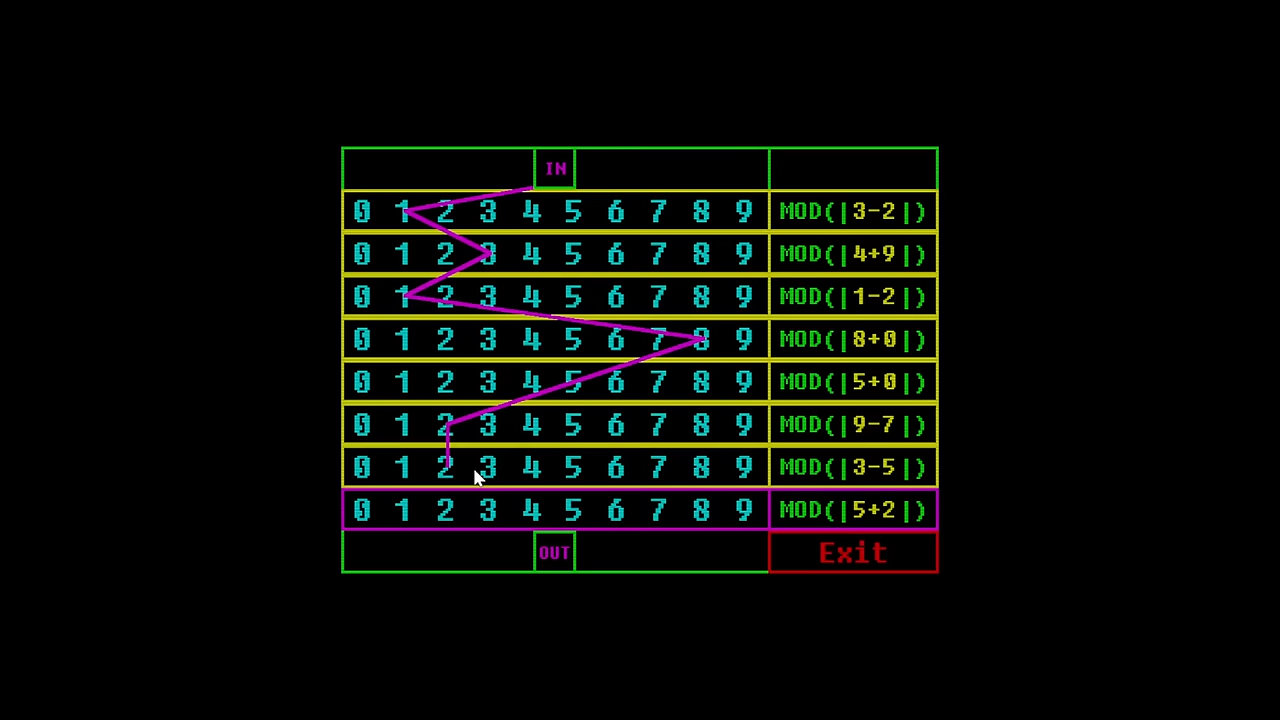 IN
0 1 2 3 4 5 6 7 8 9 MOD(|3-2|)
0 1 2 3 4 5 6 7 8 9 MOD(|4+9|)
0 1 2 3 4 5 6 7 8 9 MOD(|1-2|)
0 1 2 3 4 5 6 7 8 9 MOD(|8+0|)
0 1 2 3 4 5 6 7 8 9 MOD(|5+0|)
0 1 2 3 4 5 6 7 8 9 MOD(|9-7|)
0 1 2 3 4 5 6 7 8 9 MOD(|3-5|)
0 1 2 3 4 5 6 7 8 9 MOD(|5+2|)
OUT Exit